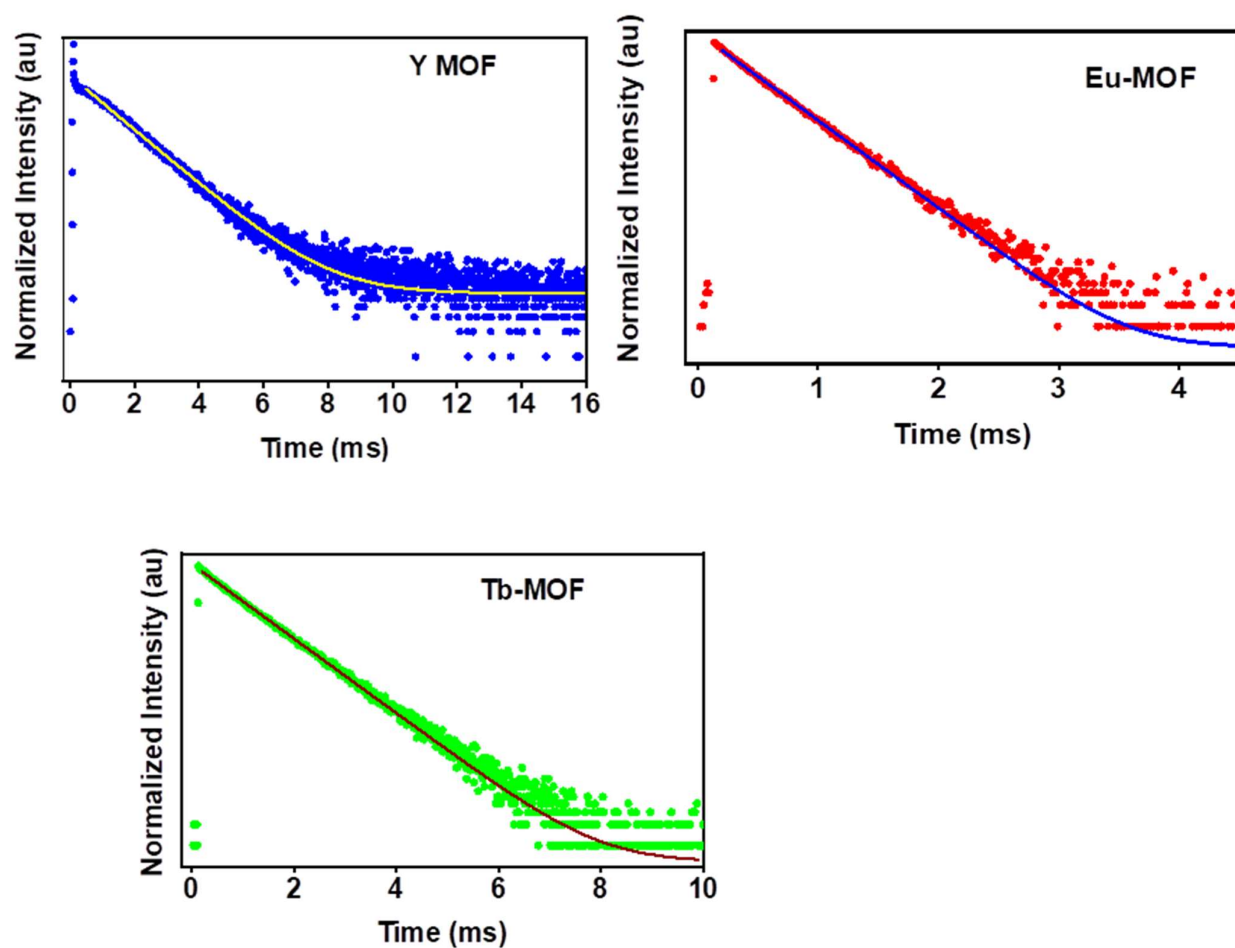 Y MOF
Normalized Intensity (au)
0 2 4 6 8 10 12 14 16
Time (ms)
Eu-MOF
Normalized Intensity (au)
0 1 2 3 4
Time (ms)
Tb-MOF
Normalized Intensity (au)
0 2 4 6 8 10
Time (ms)